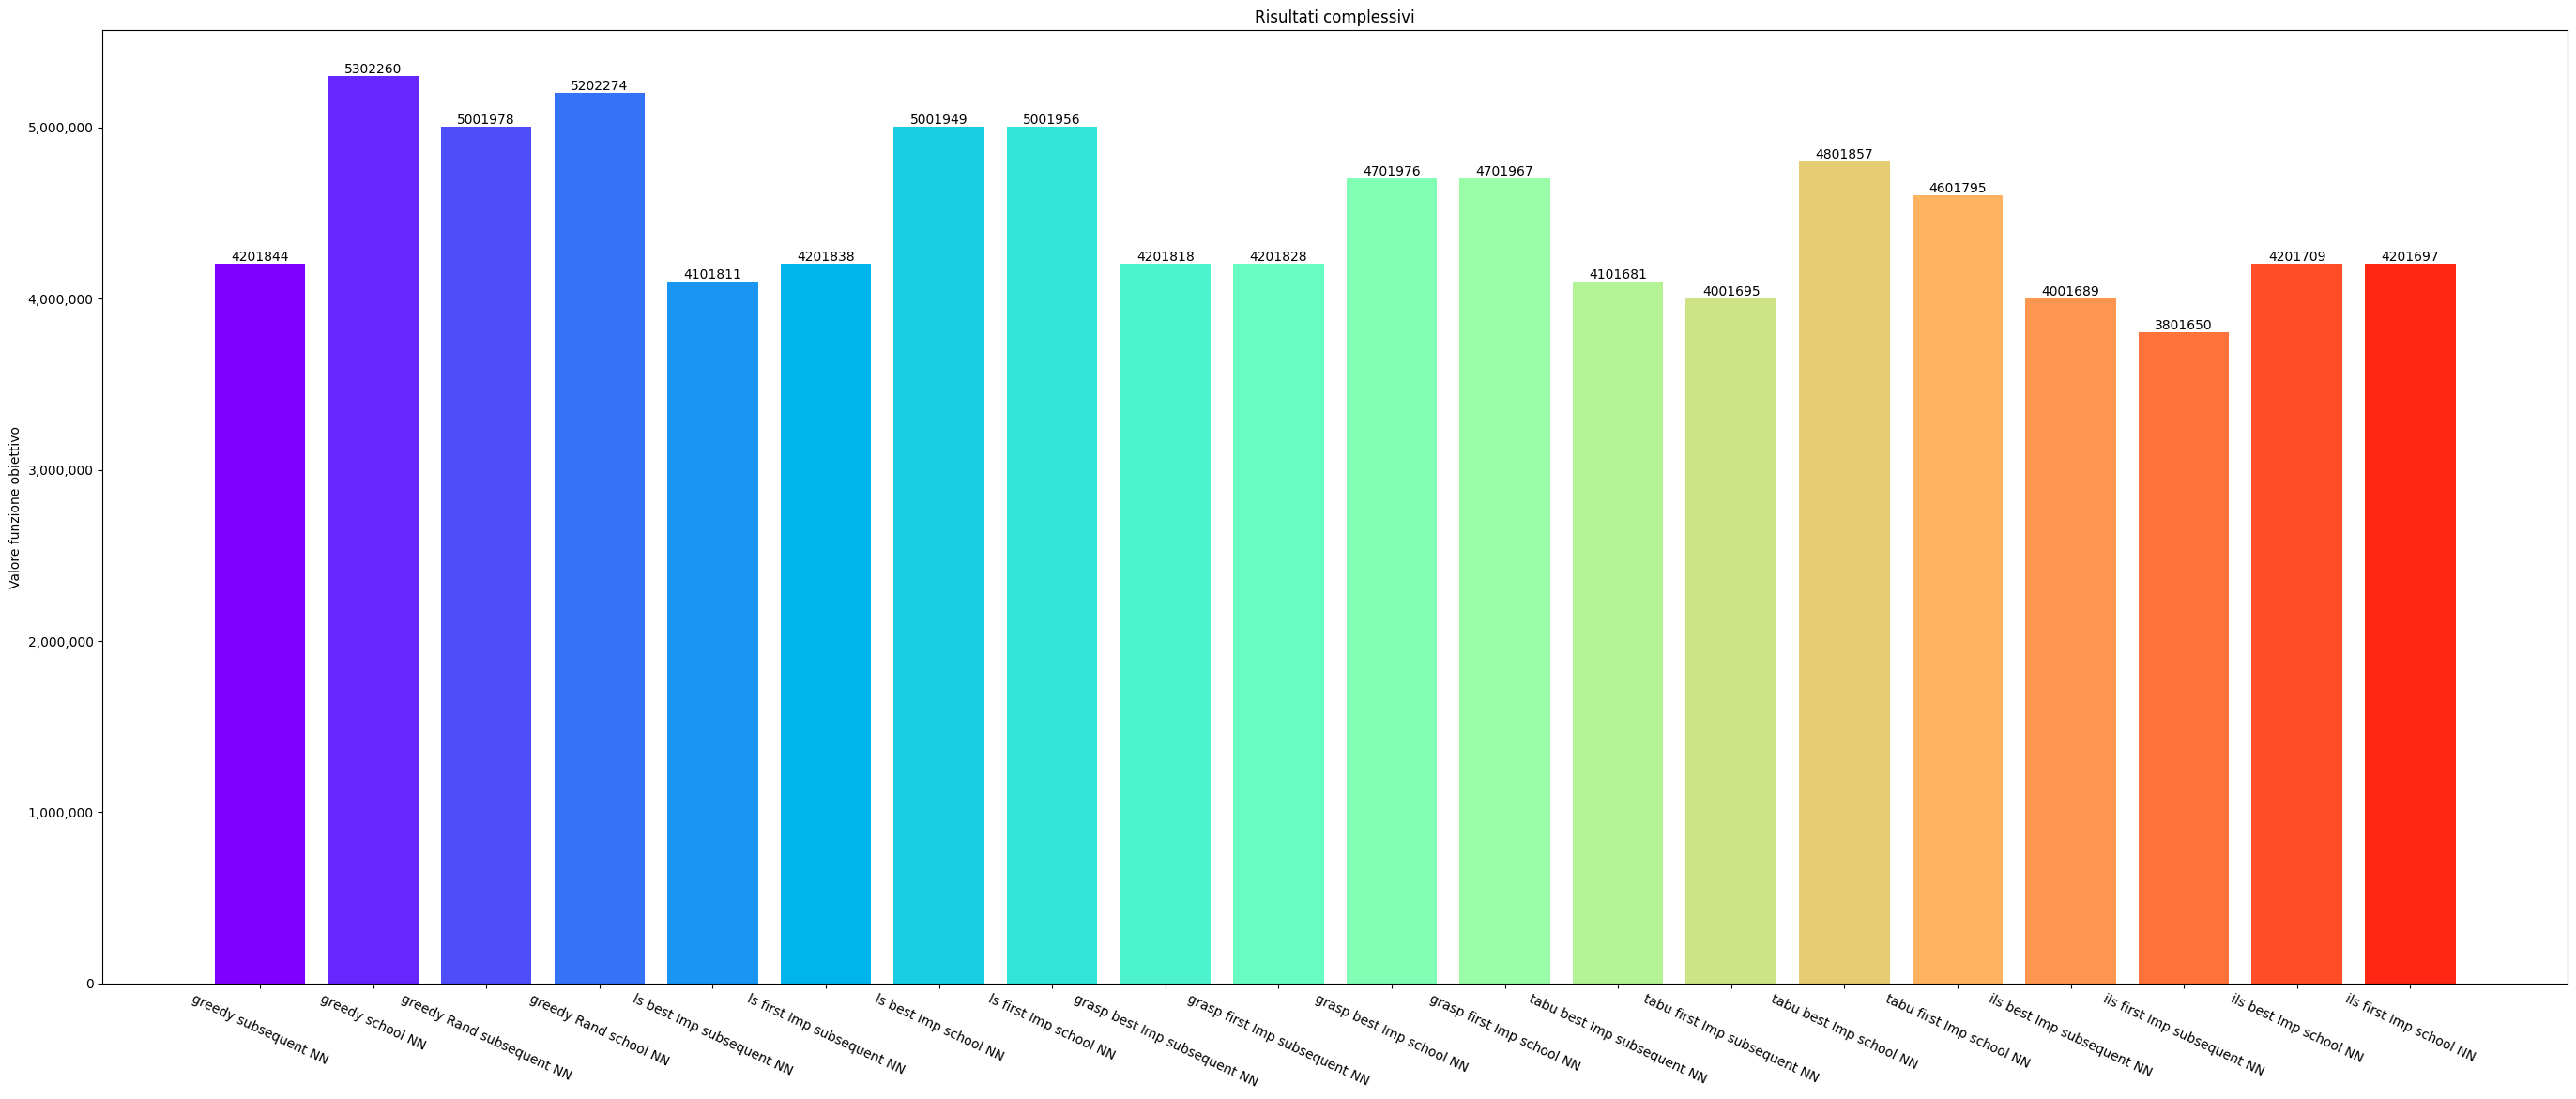 Risultati complessivi
Valore funzione obiettivo
5,000,000
4,000,000
3,000,000
2,000,000
1,000,000
0
4201844
5302260
5001978
5202274
4101811
4201838
5001949
5001956
4201818
4201828
4701976
4701967
4101681
4001695
4801857
4601795
4001689
3801650
4201709
4201697
greedy subsequent NN
greedy school NN
greedy Rand subsequent NN
greedy Rand school NN
ls best Imp subsequent NN
ls first Imp subsequent NN
ls best Imp school NN
ls first Imp school NN
grasp best Imp subsequent NN
grasp first Imp subsequent NN
grasp best Imp school NN
grasp first Imp school NN
tabu best Imp subsequent NN
tabu first Imp subsequent NN
tabu best Imp school NN
tabu first Imp school NN
ils best Imp subsequent NN
ils first Imp subsequent NN
ils best Imp school NN
ils first Imp school NN